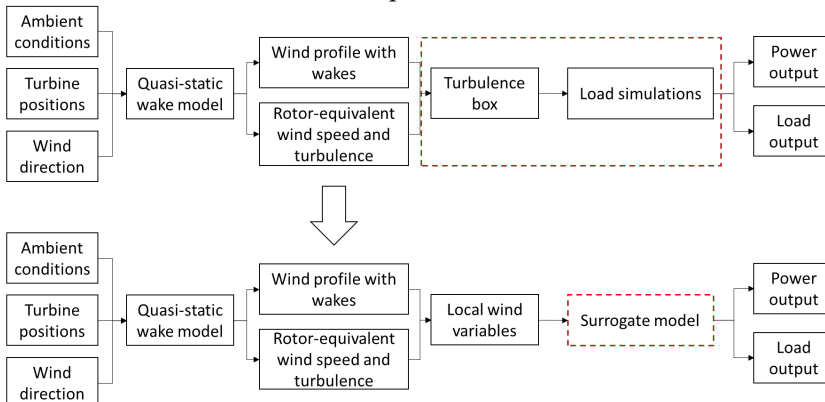 Ambient
conditions
Turbine
positions
Wind
direction
Quasi-static
wake model
Wind profile with
wakes
Rotor-equivalent
wind speed and
turbulence
Turbulence
box
Load simulations
Power
output
Load
output
Ambient
conditions
Turbine
positions
Wind
direction
Quasi-static
wake model
Wind profile with
wakes
Rotor-equivalent
wind speed and
turbulence
Local wind
variables
Surrogate model
Power
output
Load
output